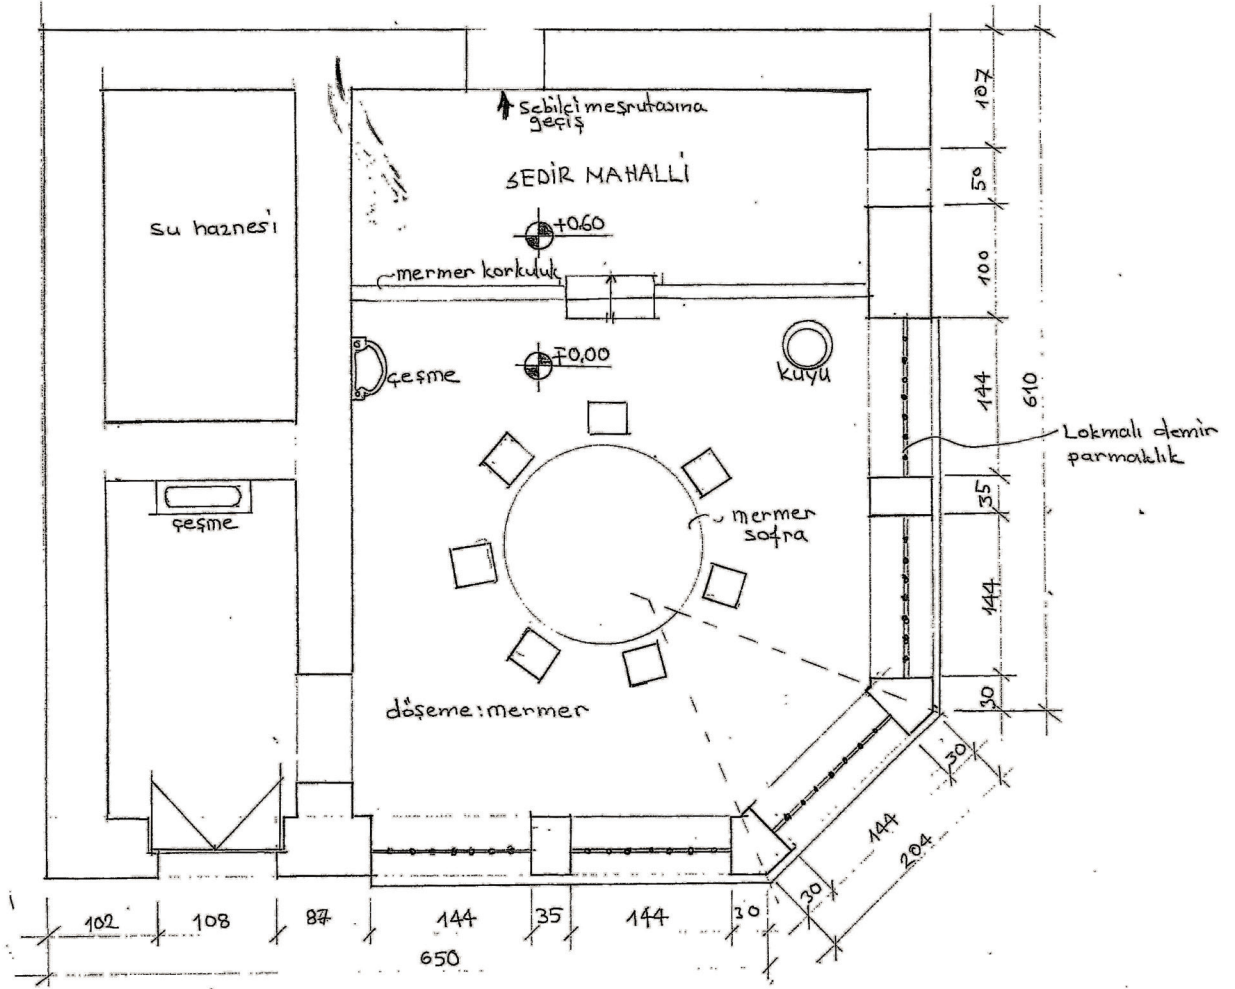 Sebilci meşrutasına
geçiş
SEDİR MAHALLİ
su haznesi
+0.60
mermer korkuluk
∓0,00
çeşme
kuyu
Lokmalı demir
parmaklık
çeşme
mermer
sofra
döşeme:mermer
107
50
100
144
610
35
144
30
30
144
204
30
102
108
87
144
35
144
30
650